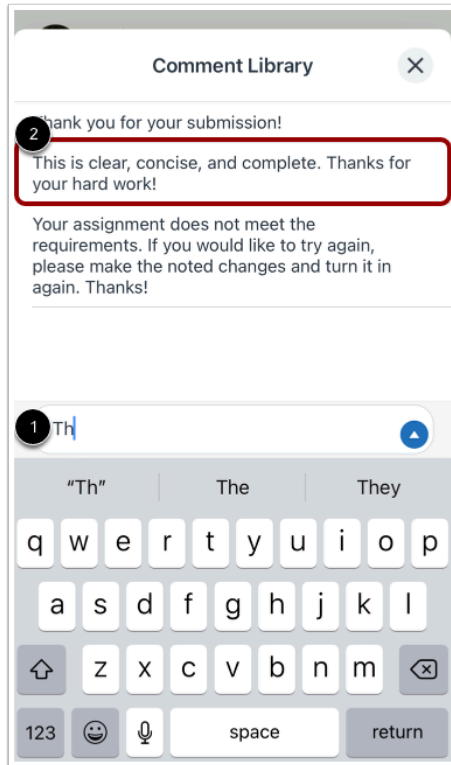 Comment Library
hank you for your submission!
2
This is clear, concise, and complete. Thanks for
your hard work!
Your assignment does not meet the
requirements. If you would like to try again,
please make the noted changes and turn it in
again. Thanks!
1
Th
“Th” The They
q w e r t y u i o p
a s d f g h j k l
z x c v b n m
123 space return